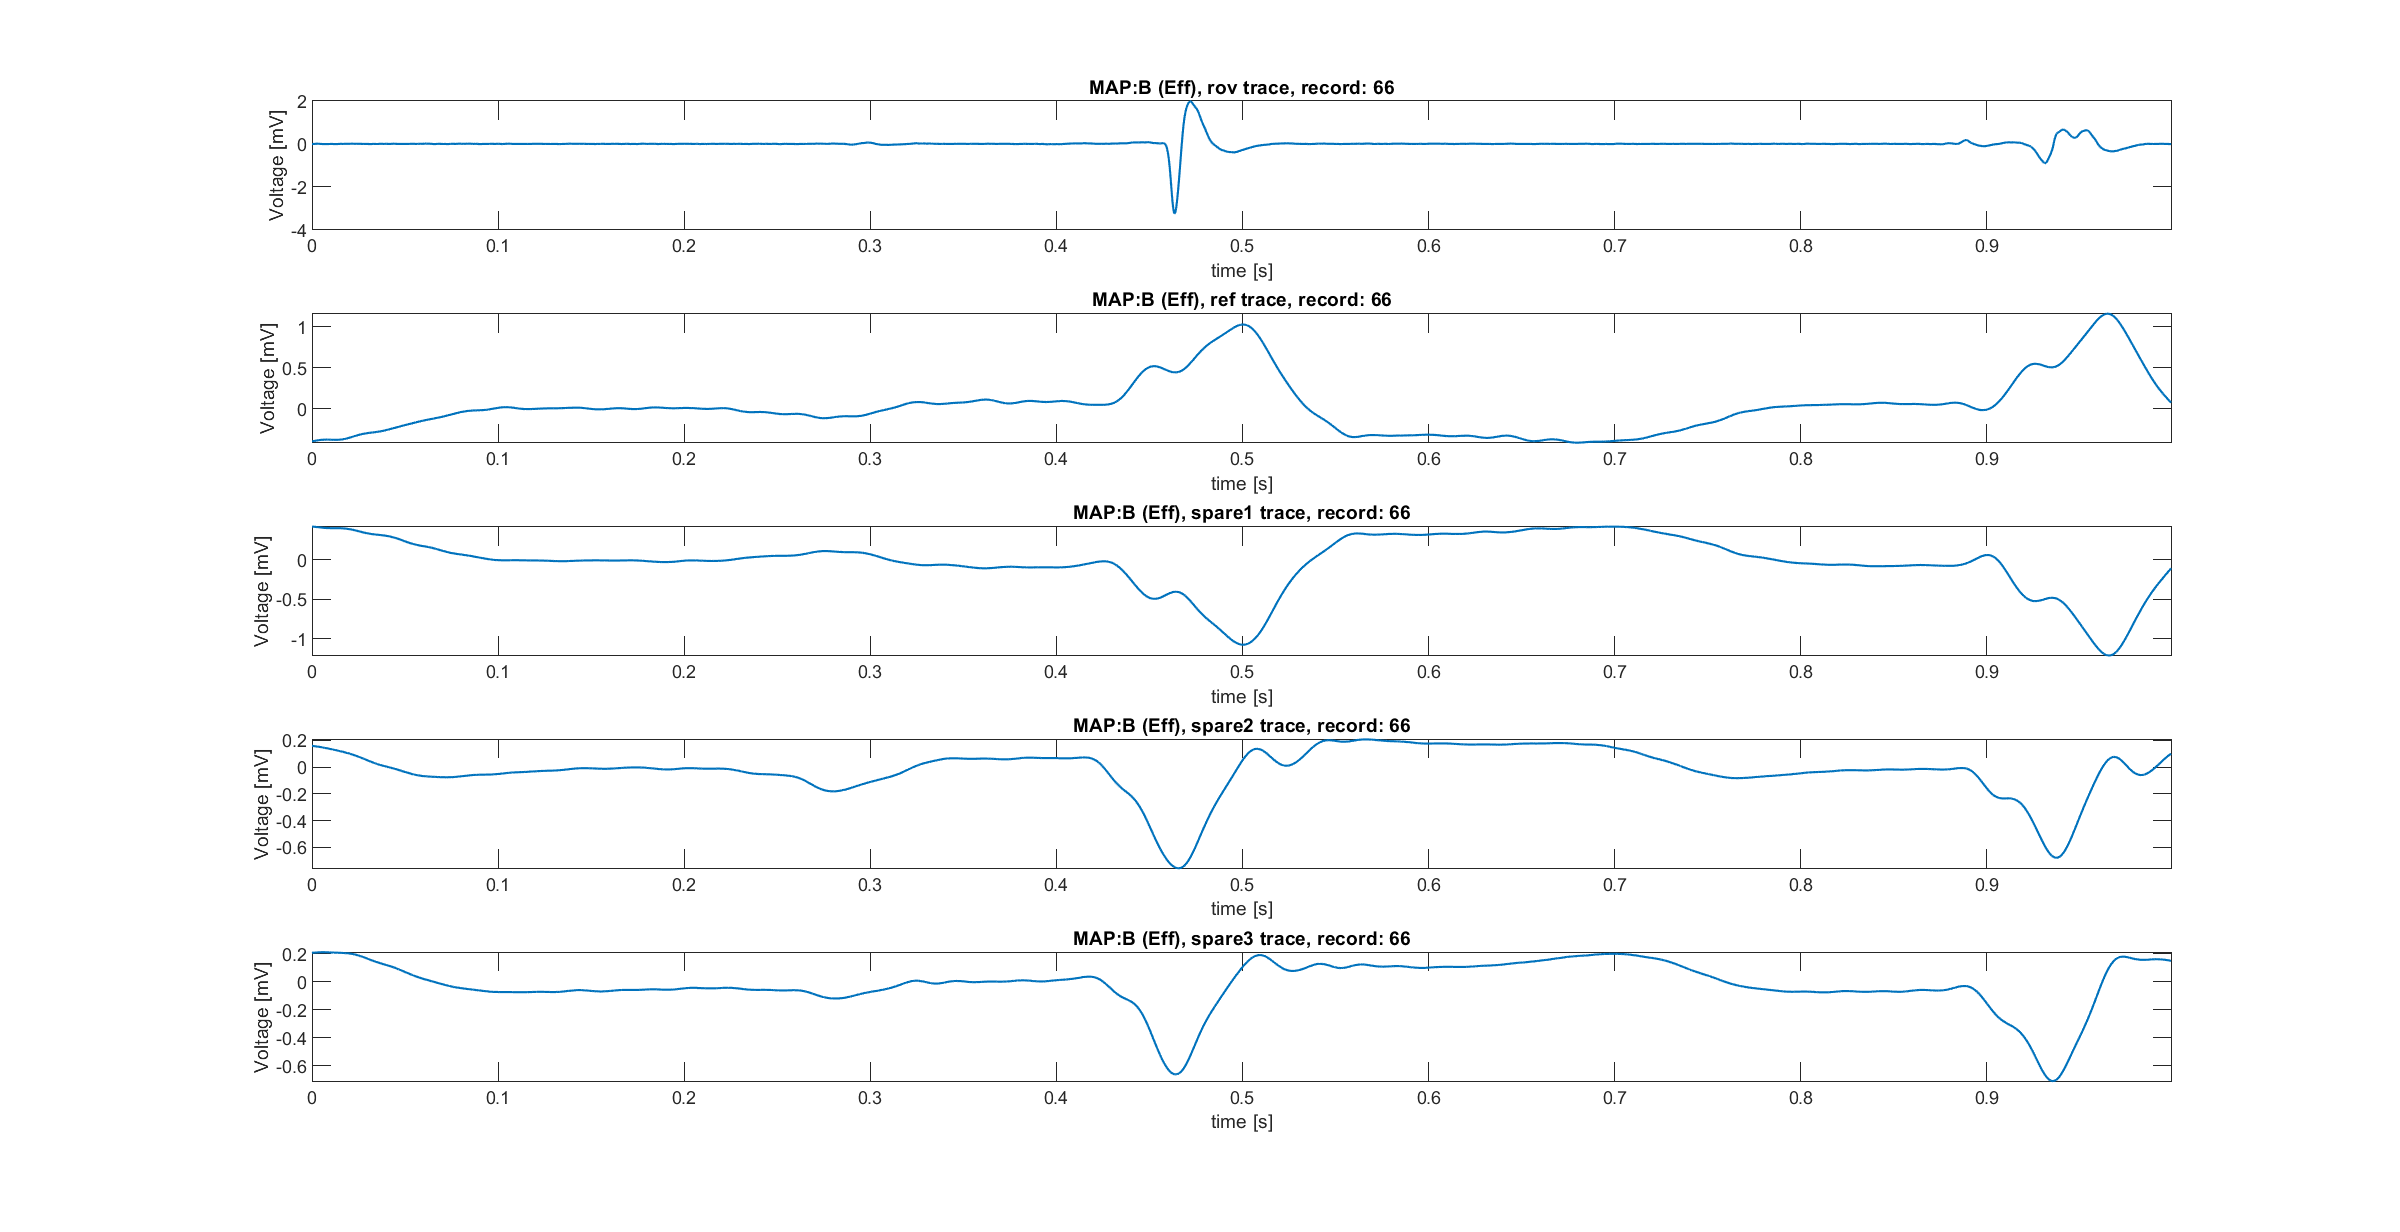 MAP:B (Eff), rov trace, record: 66
Voltage [mV]
2
0
-2
-4
0 0.1 0.2 0.3 0.4 0.5 0.6 0.7 0.8 0.9
time [s]
MAP:B (Eff), ref trace, record: 66
Voltage [mV]
1
0.5
0
0 0.1 0.2 0.3 0.4 0.5 0.6 0.7 0.8 0.9
time [s]
MAP:B (Eff), spare1 trace, record: 66
Voltage [mV]
0
-0.5
-1
0 0.1 0.2 0.3 0.4 0.5 0.6 0.7 0.8 0.9
time [s]
MAP:B (Eff), spare2 trace, record: 66
Voltage [mV]
0.2
0
-0.2
-0.4
-0.6
0 0.1 0.2 0.3 0.4 0.5 0.6 0.7 0.8 0.9
time [s]
MAP:B (Eff), spare3 trace, record: 66
Voltage [mV]
0.2
0
-0.2
-0.4
-0.6
0 0.1 0.2 0.3 0.4 0.5 0.6 0.7 0.8 0.9
time [s]